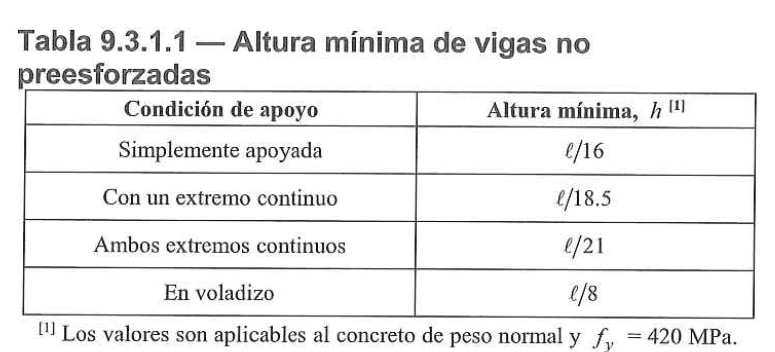 Tabla 9.3.1.1 — Altura mínima de vigas no
preesforzadas
Condición de apoyo Altura mínima, h [1]
Simplemente apoyada ℓ/16
Con un extremo continuo ℓ/18.5
Ambos extremos continuos ℓ/21
En voladizo ℓ/8
[1] Los valores son aplicables al concreto de peso normal y fy = 420 MPa.